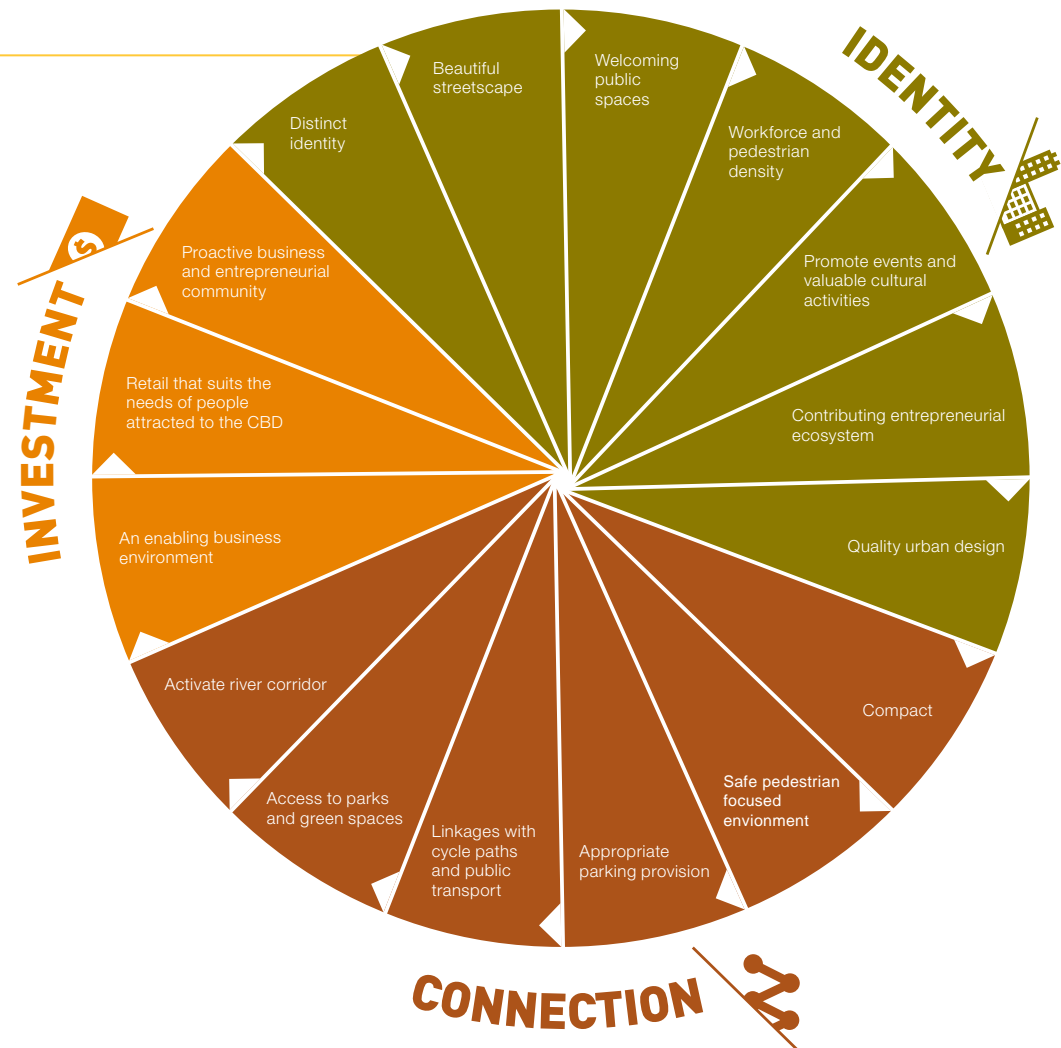 IDENTITY
Distinct
identity
Beautiful
streetscape
Welcoming
public
spaces
Workforce and
pedestrian
density
Promote events and
valuable cultural
activities
Contributing entrepreneurial
ecosystem
Quality urban design
CONNECTION
Compact
Safe pedestrian
focused
envionment
Appropriate
parking provision
Linkages with
cycle paths
and public
transport
Access to parks
and green spaces
Activate river corridor
INVESTMENT
$
An enabling business
environment
Retail that suits the
needs of people
attracted to the CBD
Proactive business
and entrepreneurial
community